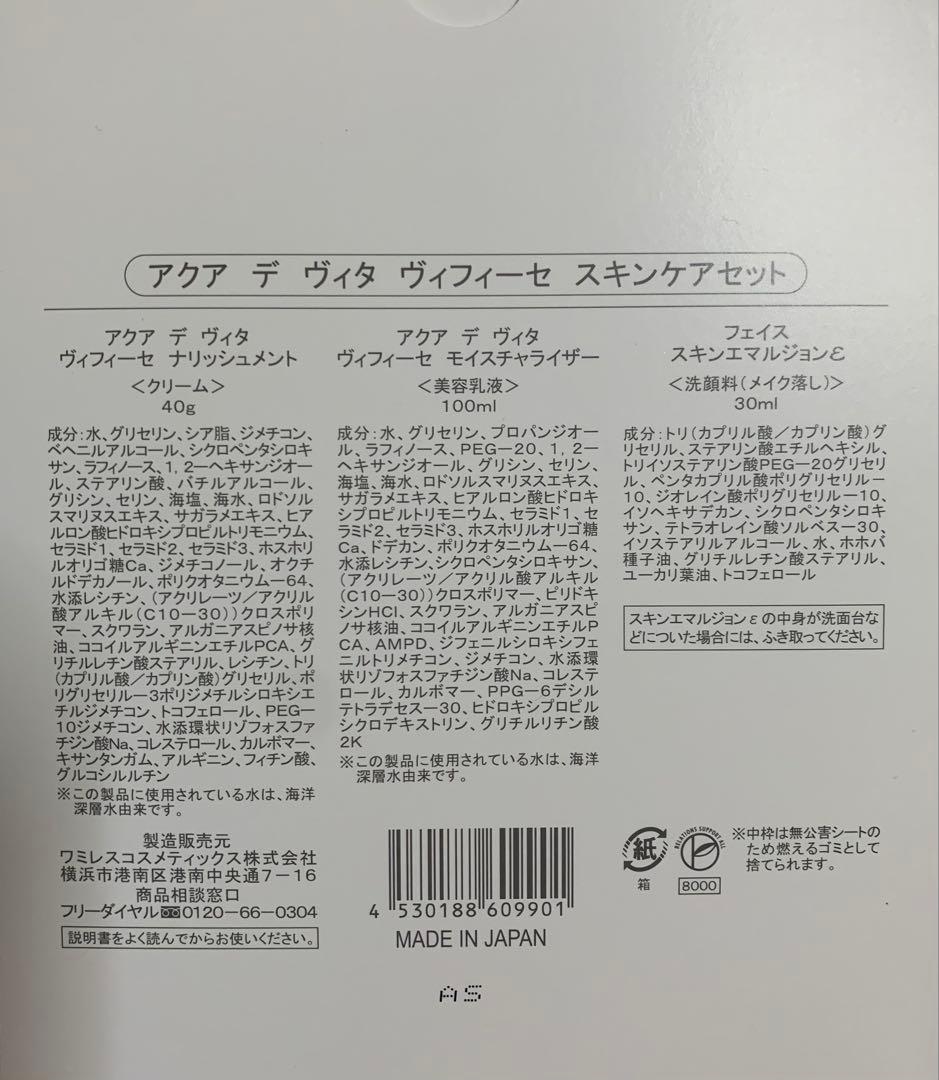 アクア デ ヴィタ ヴィフィーセ スキンケアセット
アクア デ ヴィタ
ヴィフィーセ ナリッシュメント
＜クリーム＞
40g
成分：水、グリセリン、シア脂、ジメチコン、
ベヘニルアルコール、シクロペンタシロキ
サン、ラフィノース、1，2－ヘキサンジオー
ル、ステアリン酸、バチルアルコール、
グリシン、セリン、海塩、海水、ロドソル
スマリヌスエキス、サガラメエキス、ヒア
ルロン酸ヒドロキシプロピルトリモニウム、
セラミド1、セラミド2、セラミド3、ホスホリ
ルオリゴ糖Ca、ジメチコノール、オクチ
ルドデカノール、ポリクオタニウム－64、
水添レシチン、（アクリレーツ／アクリル
酸アルキル（C10－30））クロスポリ
マー、スクワラン、アルガニアスピノサ核
油、ココイルアルギニンエチルPCA、グ
リチルレチン酸ステアリル、レシチン、トリ
（カプリル酸／カプリン酸）グリセリル、ポ
リグリセリル－3ポリジメチルシロキシエ
チルジメチコン、トコフェロール、PEG－
10ジメチコン、水添環状リゾフォスファ
チジン酸Na、コレステロール、カルボマー、
キサンタンガム、アルギニン、フィチン酸、
グルコシルルチン
※この製品に使用されている水は、海洋
深層水由来です。
アクア デ ヴィタ
ヴィフィーセ モイスチャライザー
＜美容乳液＞
100ml
成分：水、グリセリン、プロパンジオー
ル、ラフィノース、PEG－20、1，2－
ヘキサンジオール、グリシン、セリン、
海塩、海水、ロドソルスマリヌスエキス、
サガラメエキス、ヒアルロン酸ヒドロキ
シプロピルトリモニウム、セラミド1、セ
ラミド2、セラミド3、ホスホリルオリゴ糖
Ca、ドデカン、ポリクオタニウム－64、
水添レシチン、シクロペンタシロキサン、
（アクリレーツ／アクリル酸アルキル
（C10－30））クロスポリマー、ピリドキ
シンHCl、スクワラン、アルガニアスピ
ノサ核油、ココイルアルギニンエチルP
CA、AMPD、ジフェニルシロキシフェ
ニルトリメチコン、ジメチコン、水添環
状リゾフォスファチジン酸Na、コレステ
ロール、カルボマー、PPG－6デシル
テトラデセス－30、ヒドロキシプロピル
シクロデキストリン、グリチルリチン酸
2K
※この製品に使用されている水は、海洋
深層水由来です。
フェイス
スキンエマルジョンε
＜洗顔料（メイク落し）＞
30ml
成分：トリ（カプリル酸／カプリン酸）グ
リセリル、ステアリン酸エチルヘキシル、
トリイソステアリン酸PEG－20グリセリ
ル、ペンタカプリル酸ポリグリセリル－
10、ジオレイン酸ポリグリセリル－10、
イソヘキサデカン、シクロペンタシロキ
サン、テトラオレイン酸ソルベス－30、
イソステアリルアルコール、水、ホホバ
種子油、グリチルレチン酸ステアリル、
ユーカリ葉油、トコフェロール
スキンエマルジョンεの中身が洗面台な
どについた場合には、ふき取ってください。
製造販売元
ワミレスコスメティックス株式会社
横浜市港南区港南中央通7－16
商品相談窓口
フリーダイヤル0120－66－0304
説明書をよく読んでからお使いください。
4 530188 609901
MADE IN JAPAN
紙
箱
RELATIONS SUPPORT ALL
8000
※中枠は無公害シートの
ため燃えるゴミとして
捨てられます。
AS